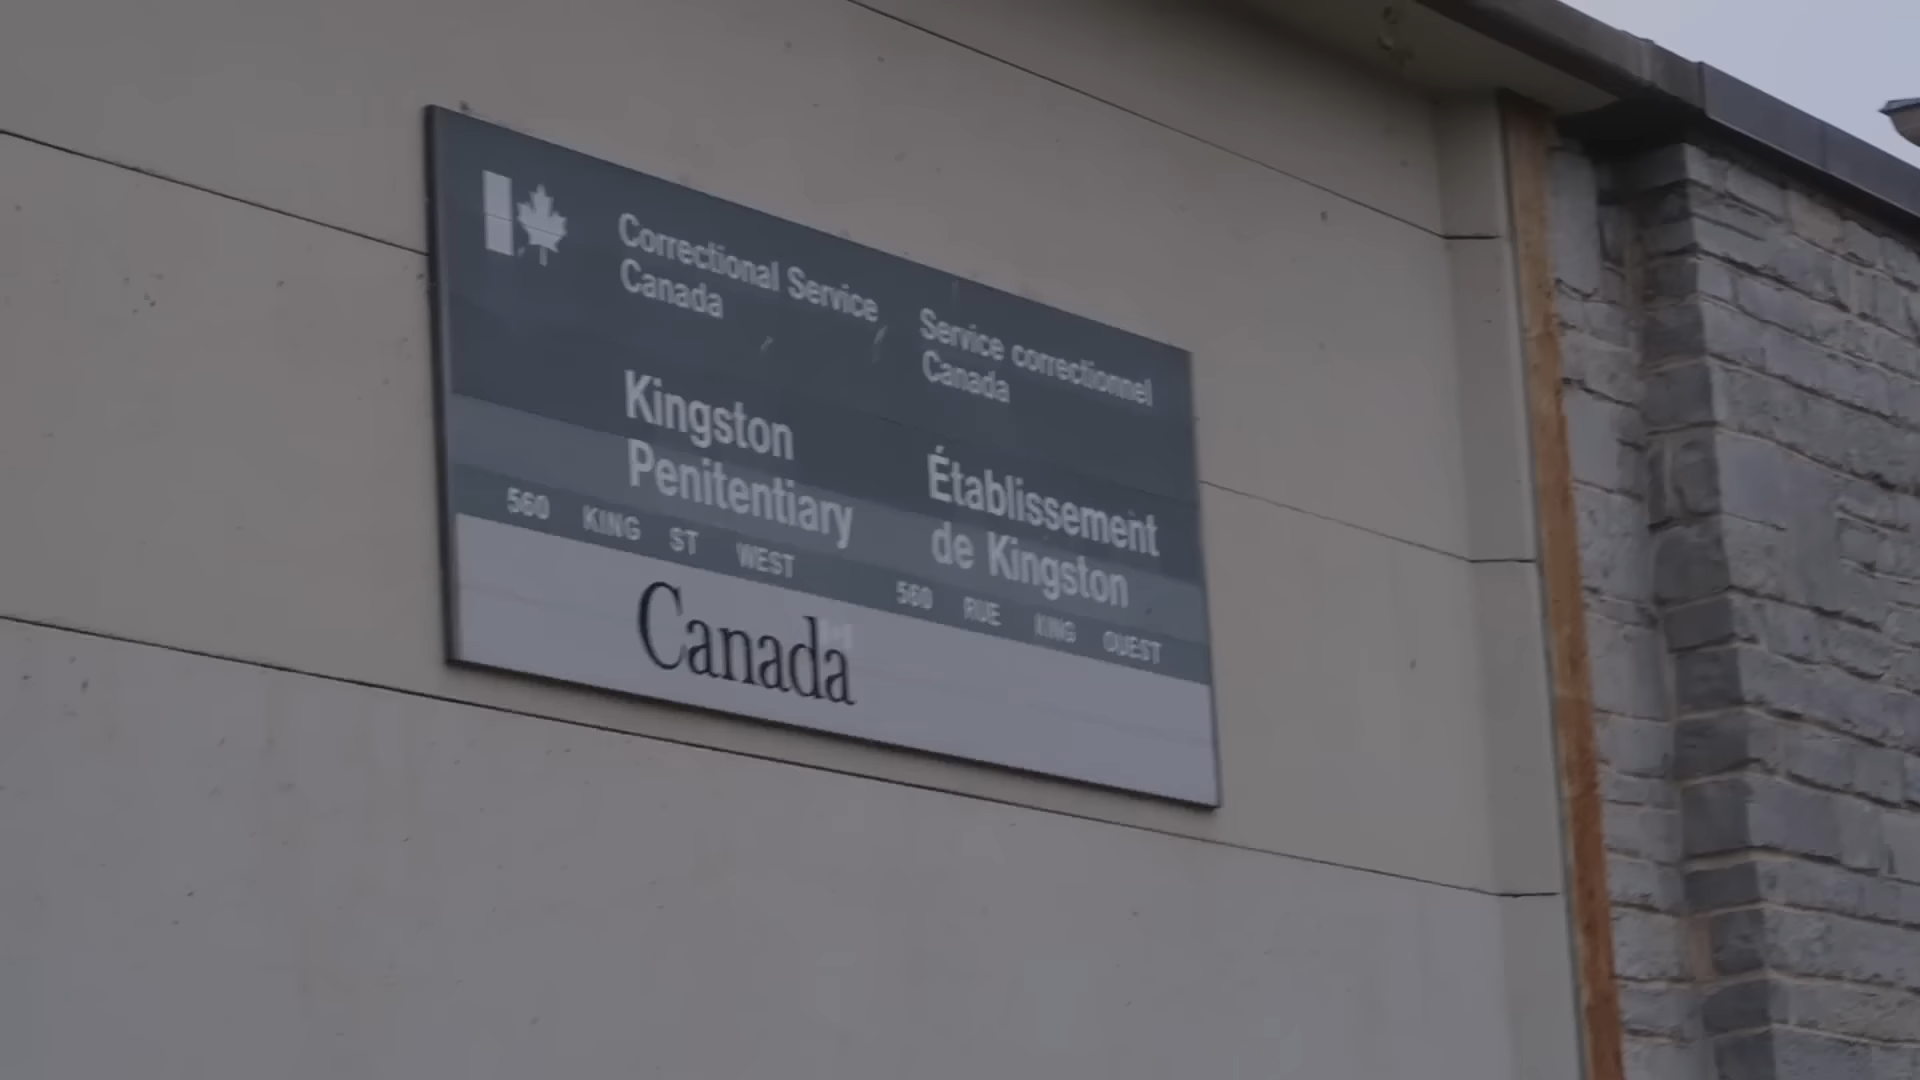 Correctional Service
Canada
Service correctionnel
Canada
Kingston
Penitentiary
Établissement
de Kingston
560 KING ST WEST
560 RUE KING OUEST
Canada